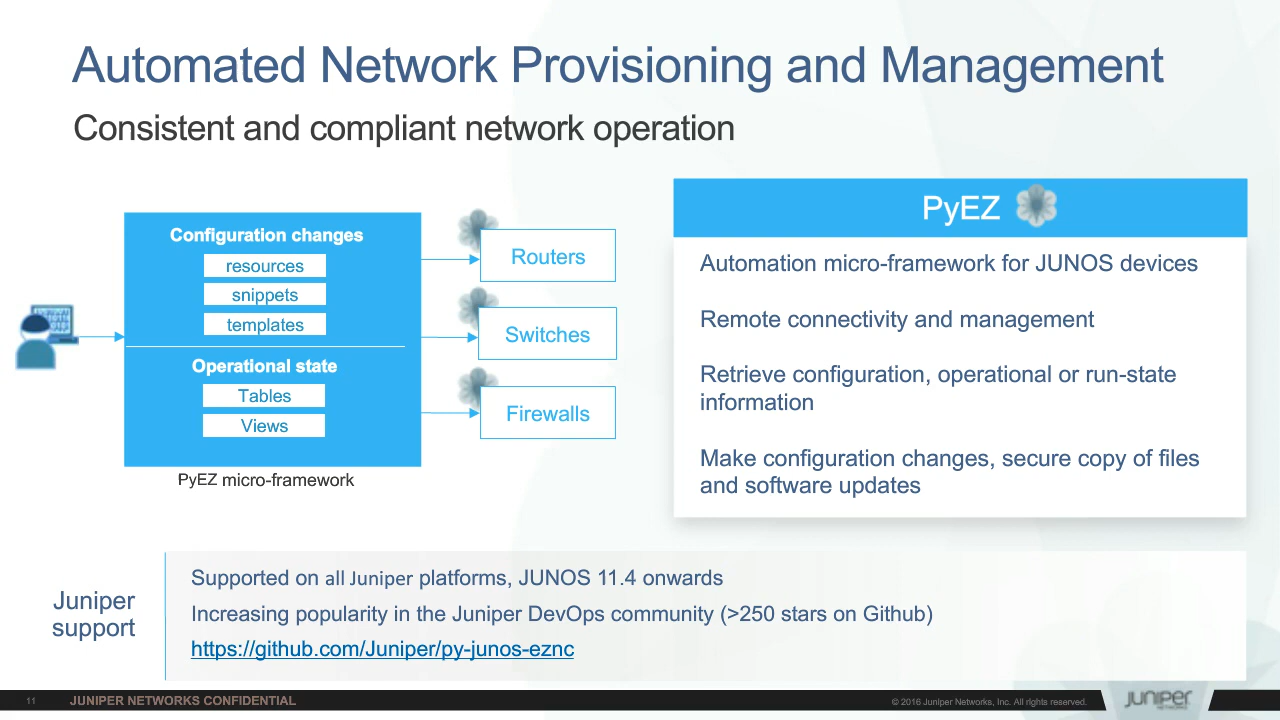 Automated Network Provisioning and Management
Consistent and compliant network operation
Configuration changes
resources
snippets
templates
Operational state
Tables
Views
PyEZ micro-framework
Routers
Switches
Firewalls
PyEZ
Automation micro-framework for JUNOS devices
Remote connectivity and management
Retrieve configuration, operational or run-state
information
Make configuration changes, secure copy of files
and software updates
Juniper
support
Supported on all Juniper platforms, JUNOS 11.4 onwards
Increasing popularity in the Juniper DevOps community (>250 stars on Github)
https://github.com/Juniper/py-junos-eznc
11
JUNIPER NETWORKS CONFIDENTIAL
© 2016 Juniper Networks, Inc. All rights reserved.
JUNIPER
NETWORKS